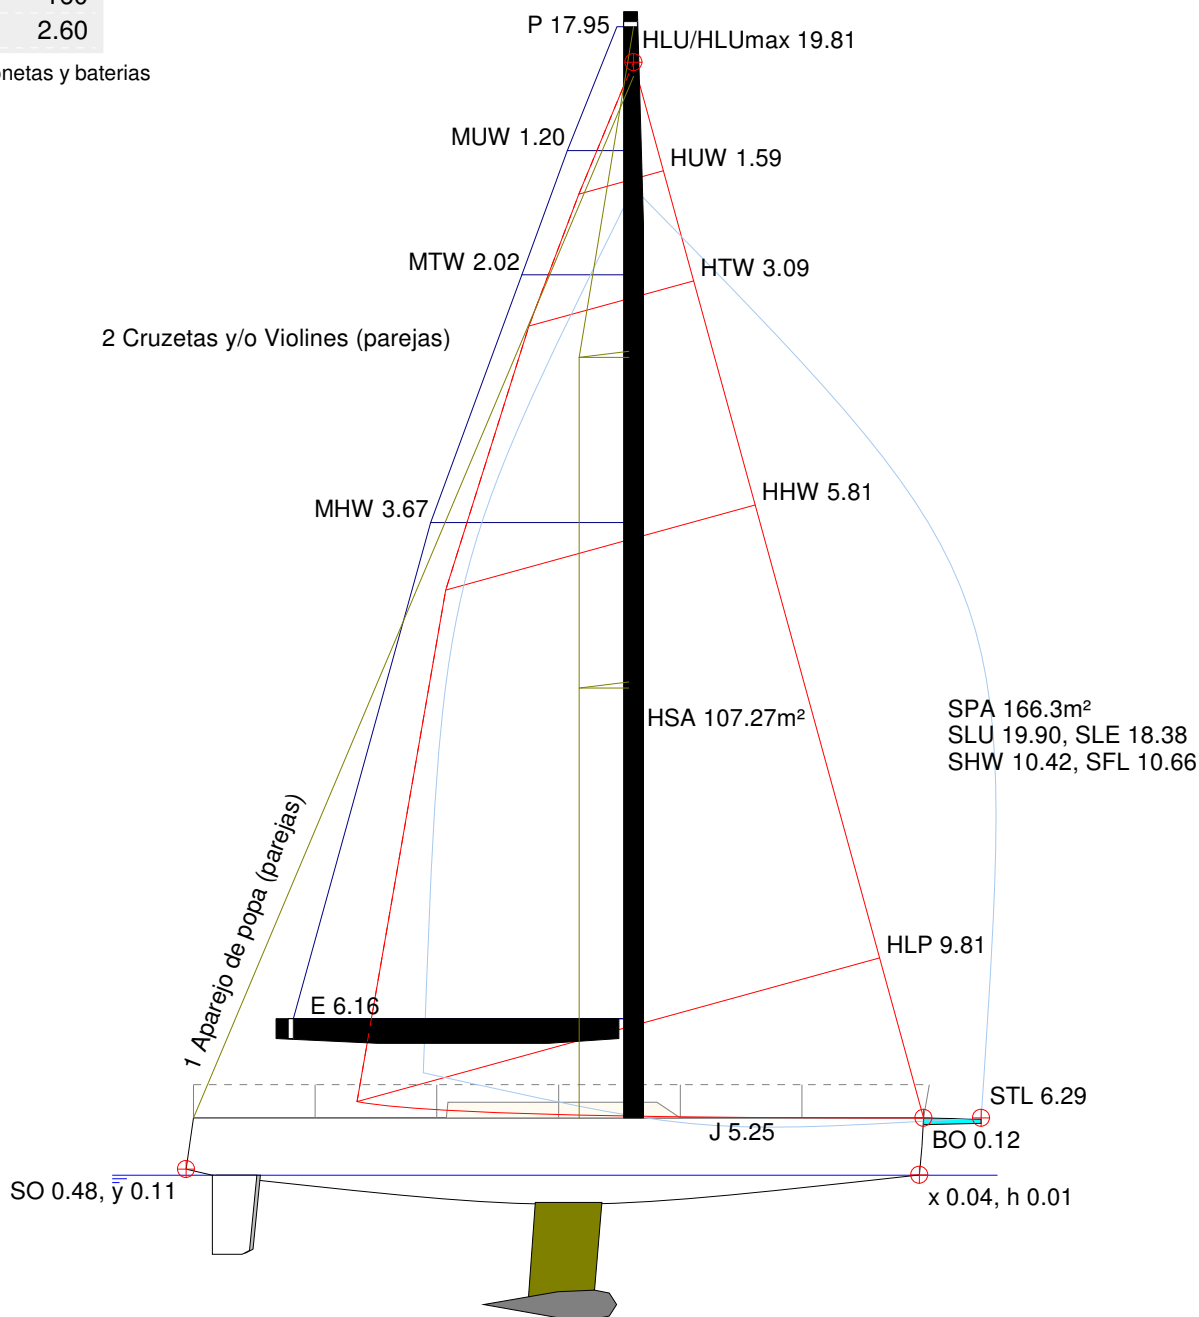 2.60
P 17.95
HLU/HLUmax 19.81
MUW 1.20
HUW 1.59
MTW 2.02
HTW 3.09
2 Cruzetas y/o Violines (parejas)
MHW 3.67
HHW 5.81
HSA 107.27m²
SPA 166.3m²
SLU 19.90, SLE 18.38
SHW 10.42, SFL 10.66
1 Aparejo de popa (parejas)
HLP 9.81
E 6.16
STL 6.29
J 5.25
BO 0.12
SO 0.48, y 0.11
x 0.04, h 0.01
y baterias